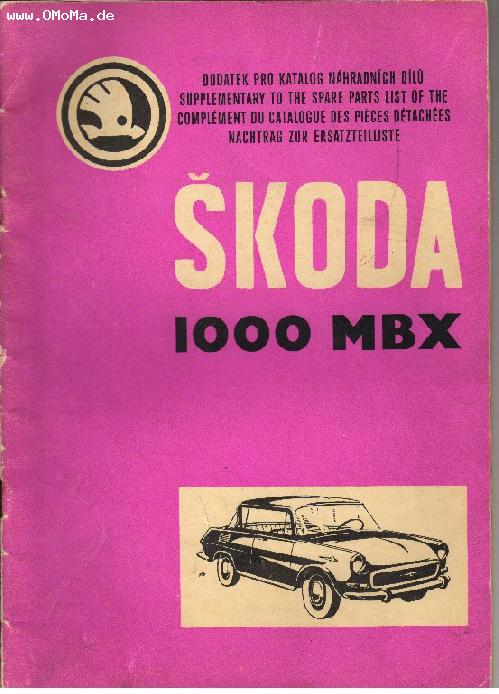 www.OMoMa.de
DODATEK PRO KATALOG NÁHRADNÍCH DÍLŮ
SUPPLEMENTARY TO THE SPARE PARTS LIST OF THE
COMPLÉMENT DU CATALOGUE DES PIÈCES DÉTACHÉES
NACHTRAG ZUR ERSATZTEILLISTE
ŠKODA
1000 MBX